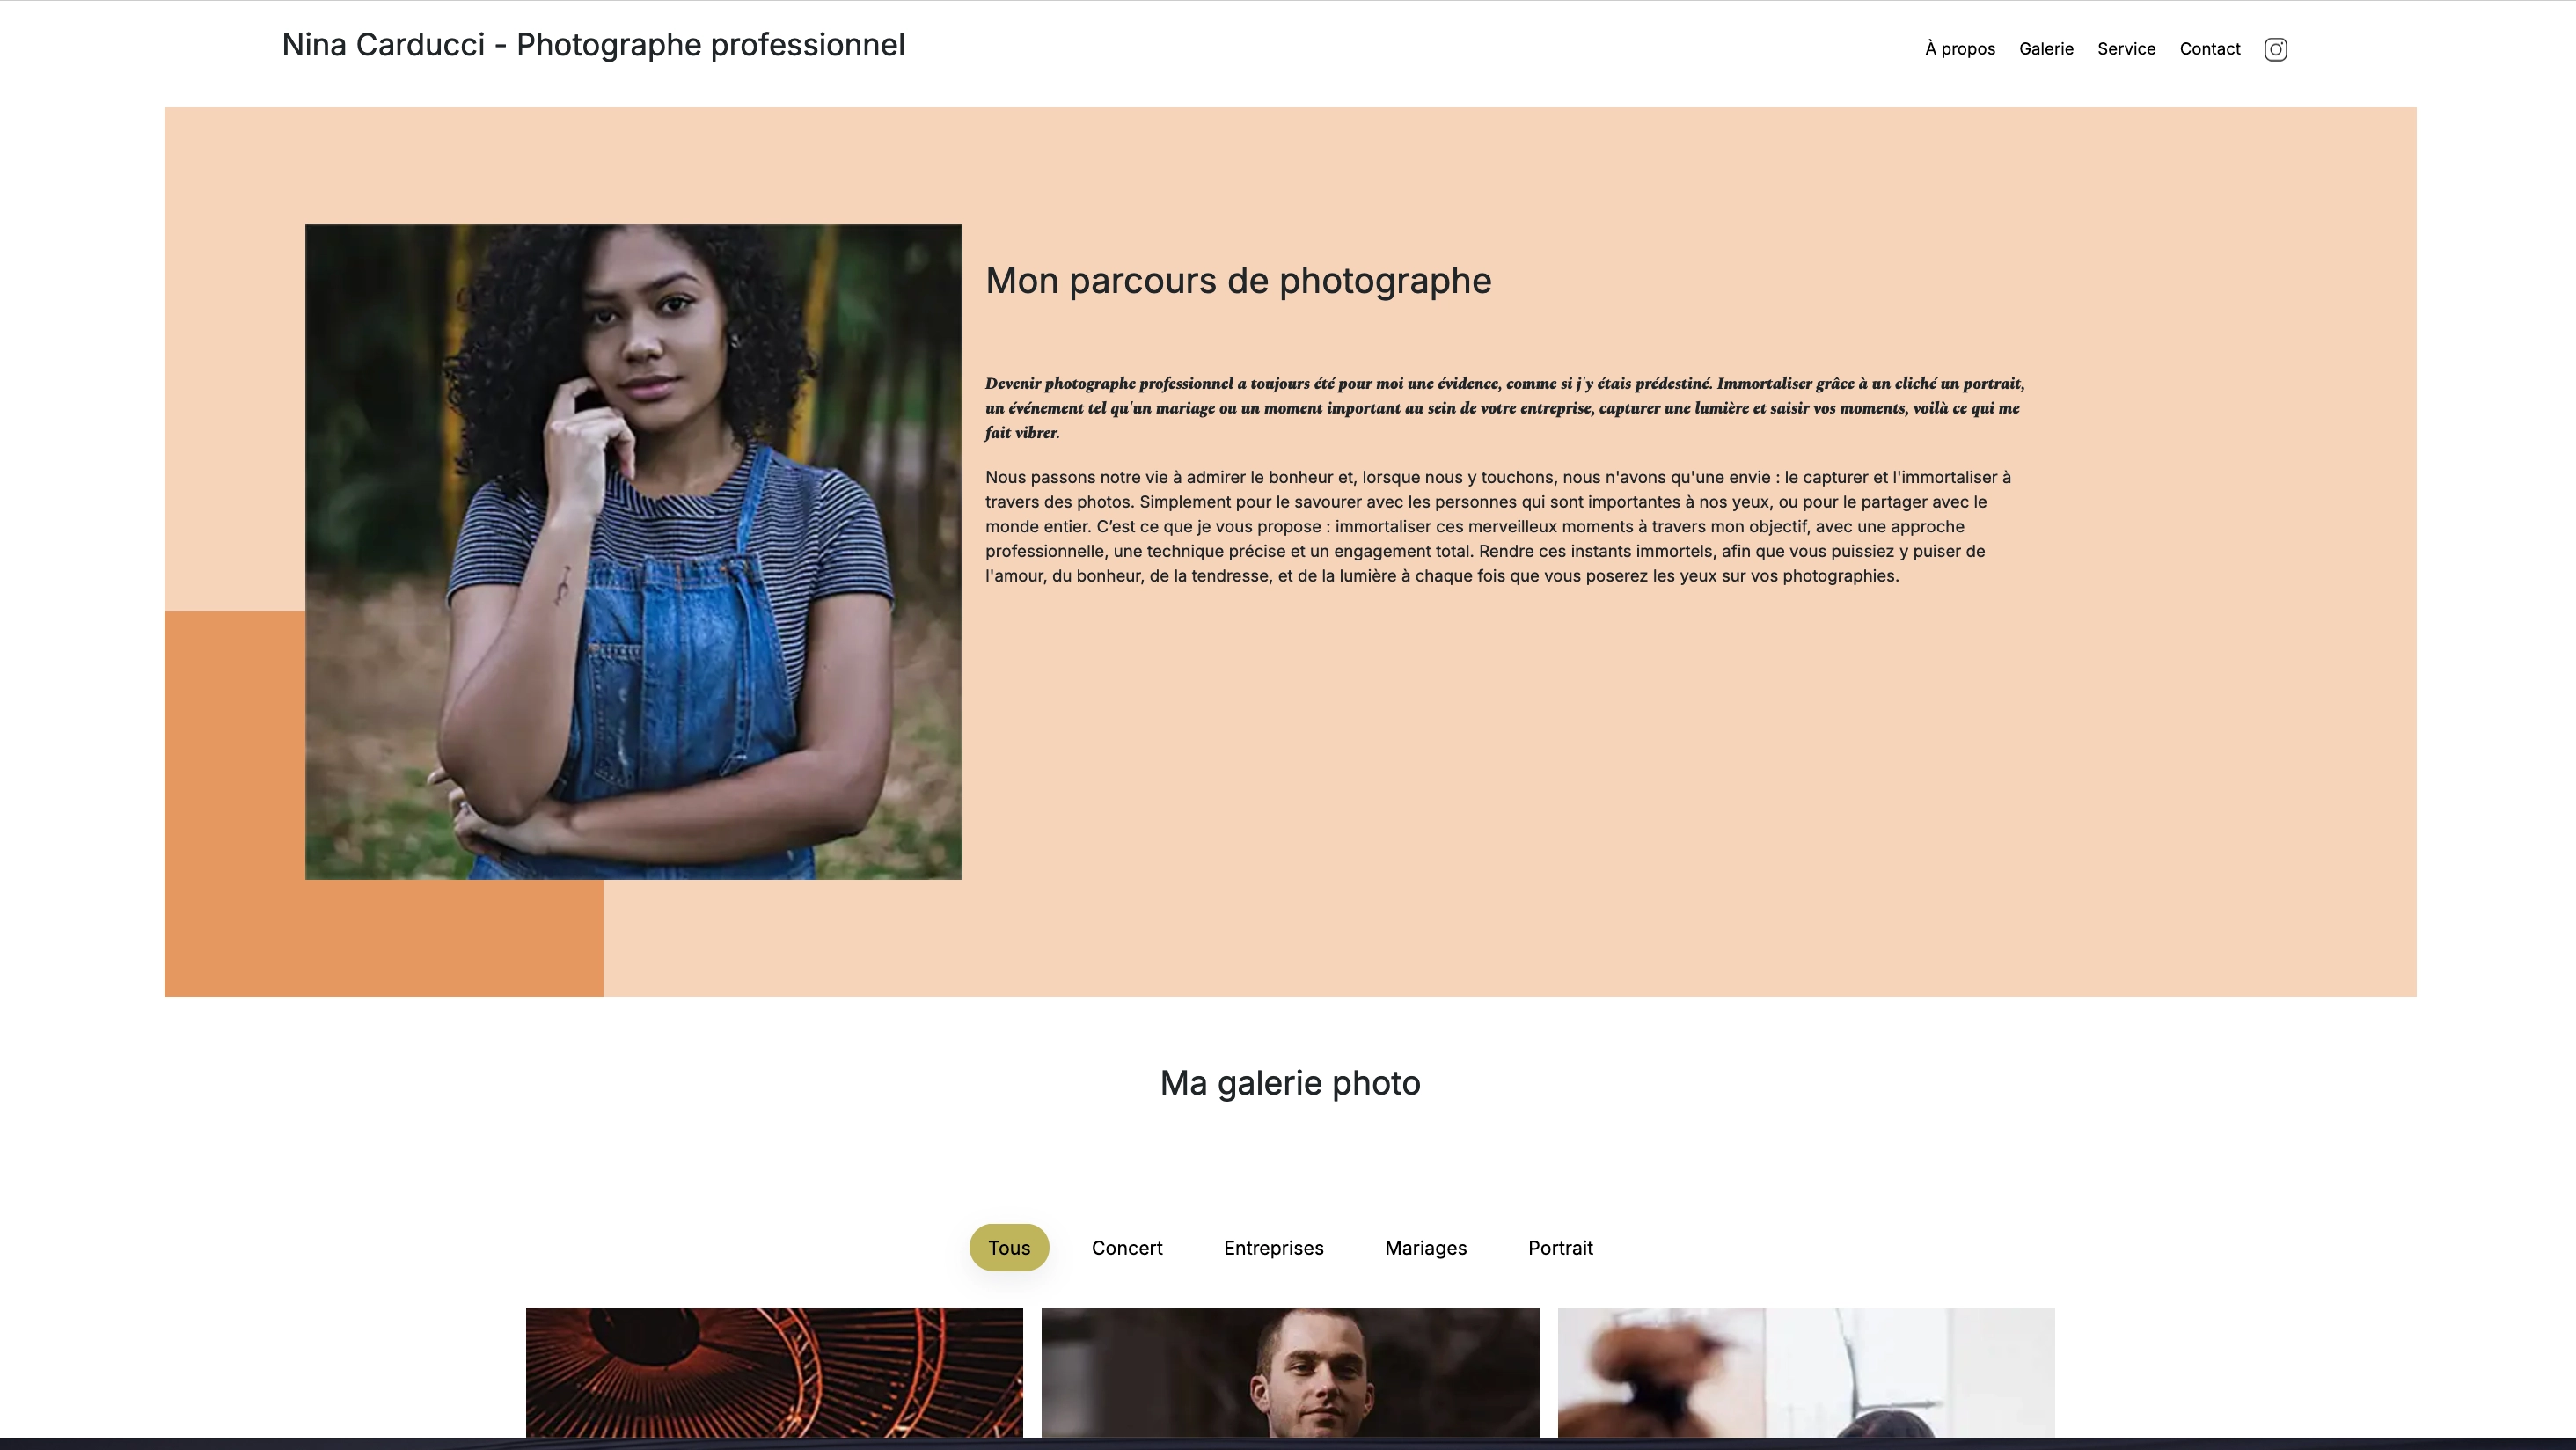 Nina Carducci - Photographe professionnel
À propos Galerie Service Contact
Mon parcours de photographe
Devenir photographe professionnel a toujours été pour moi une évidence, comme si j'y étais prédestiné. Immortaliser grâce à un cliché un portrait,
un événement tel qu'un mariage ou un moment important au sein de votre entreprise, capturer une lumière et saisir vos moments, voilà ce qui me
fait vibrer.
Nous passons notre vie à admirer le bonheur et, lorsque nous y touchons, nous n'avons qu'une envie : le capturer et l'immortaliser à
travers des photos. Simplement pour le savourer avec les personnes qui sont importantes à nos yeux, ou pour le partager avec le
monde entier. C’est ce que je vous propose : immortaliser ces merveilleux moments à travers mon objectif, avec une approche
professionnelle, une technique précise et un engagement total. Rendre ces instants immortels, afin que vous puissiez y puiser de
l'amour, du bonheur, de la tendresse, et de la lumière à chaque fois que vous poserez les yeux sur vos photographies.
Ma galerie photo
Tous Concert Entreprises Mariages Portrait